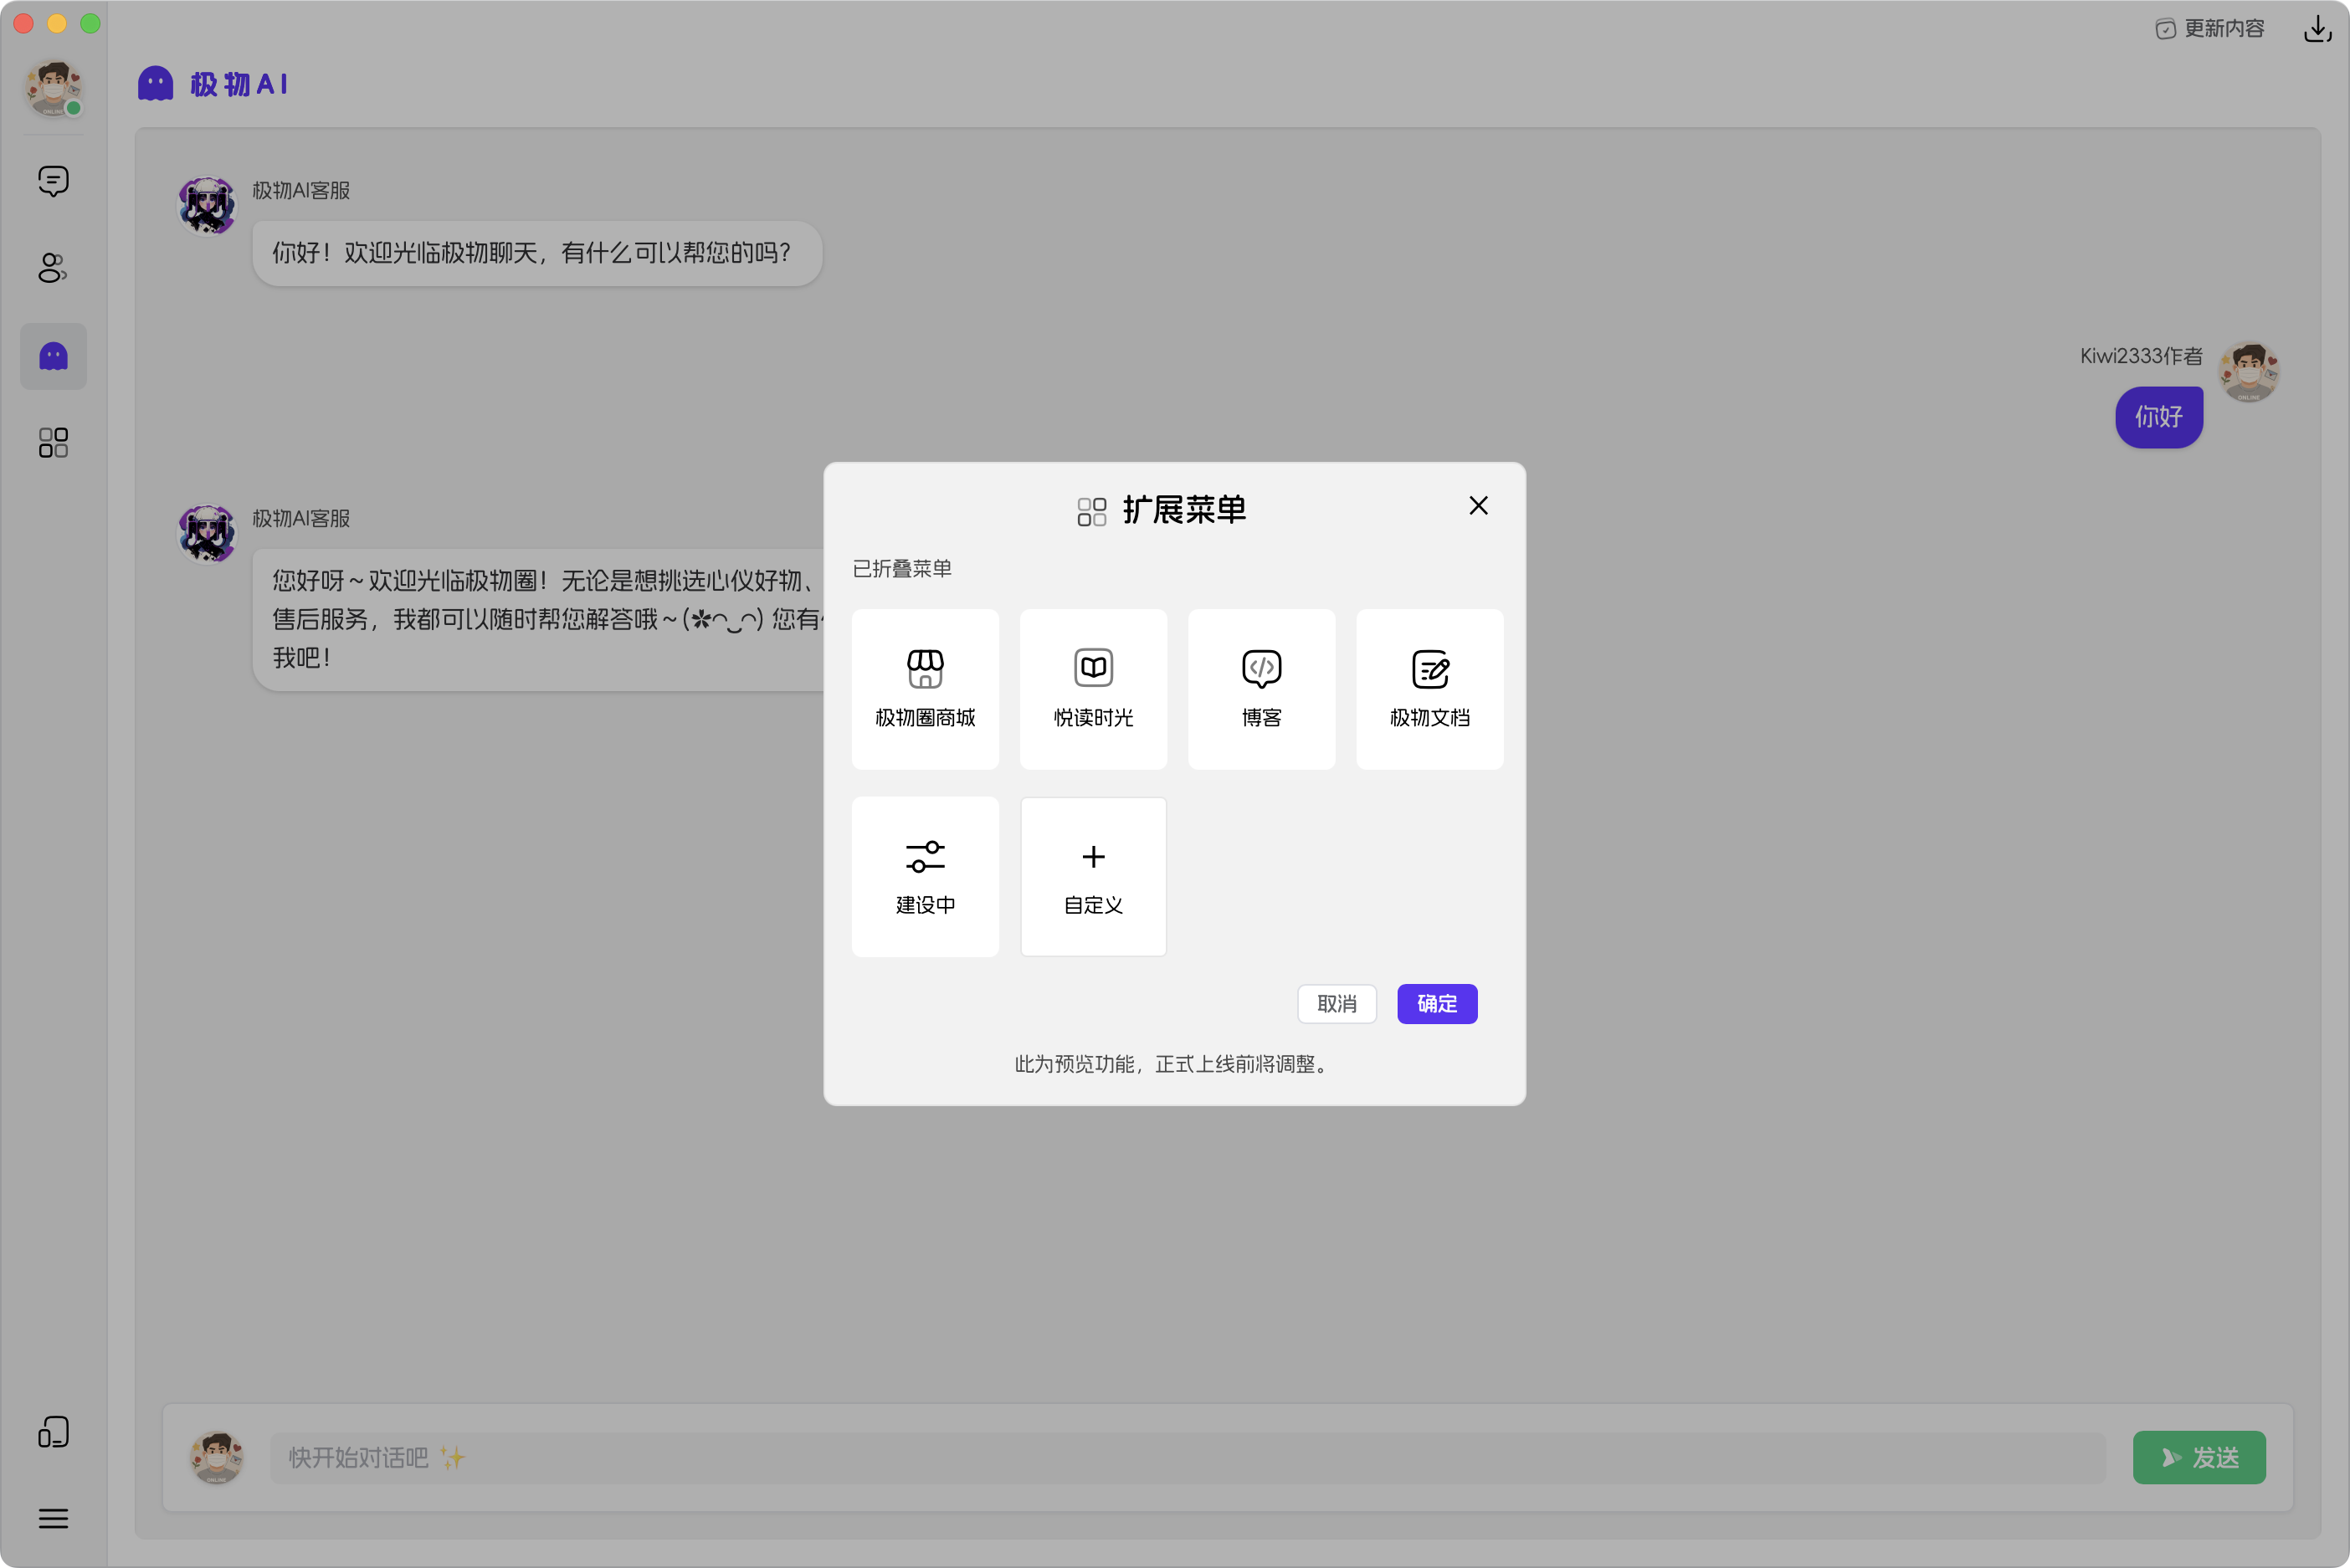 更新内容
极物AI
极物AI客服
你好！欢迎光临极物聊天，有什么可以帮您的吗？
Kiwi2333作者
你好
极物AI客服
您好呀～欢迎光临极物圈！无论是想挑选心仪好物、
售后服务，我都可以随时帮您解答哦～(✿◠‿◠) 您有
我吧！
扩展菜单
已折叠菜单
极物圈商城
悦读时光
博客
极物文档
建设中
自定义
取消
确定
此为预览功能，正式上线前将调整。
快开始对话吧 ✨
发送